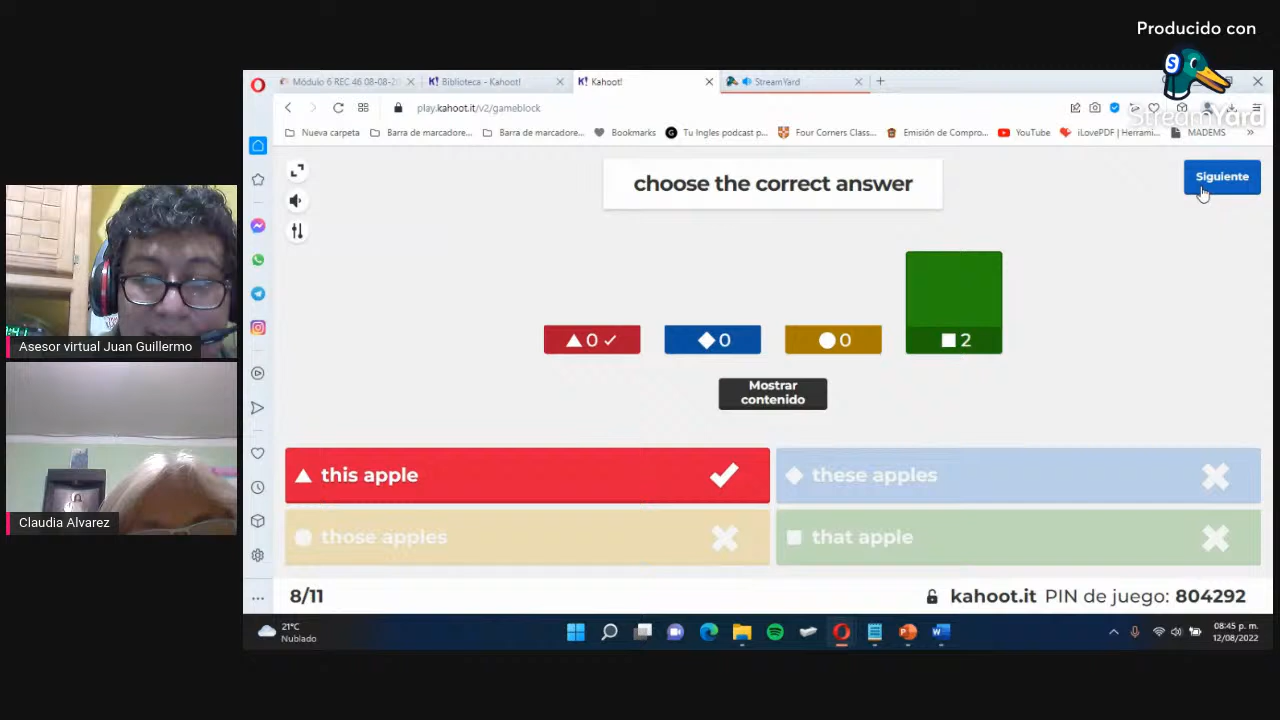 Producido con
StreamYard
Módulo 6 REC 46 08-08-20
K! Biblioteca - Kahoot!
K! Kahoot!
StreamYard
play.kahoot.it/v2/gameblock
Nueva carpeta
Barra de marcadore...
Barra de marcadore...
Bookmarks
Tu Ingles podcast p...
Four Corners Class...
Emisión de Compro...
YouTube
iLovePDF | Herrami...
MADEMS
choose the correct answer
Siguiente
0
0
0
2
Mostrar
contenido
this apple
these apples
those apples
that apple
8/11
kahoot.it PIN de juego: 804292
Asesor virtual Juan Guillermo
Claudia Alvarez
21°C
Nublado
08:45 p. m.
12/08/2022